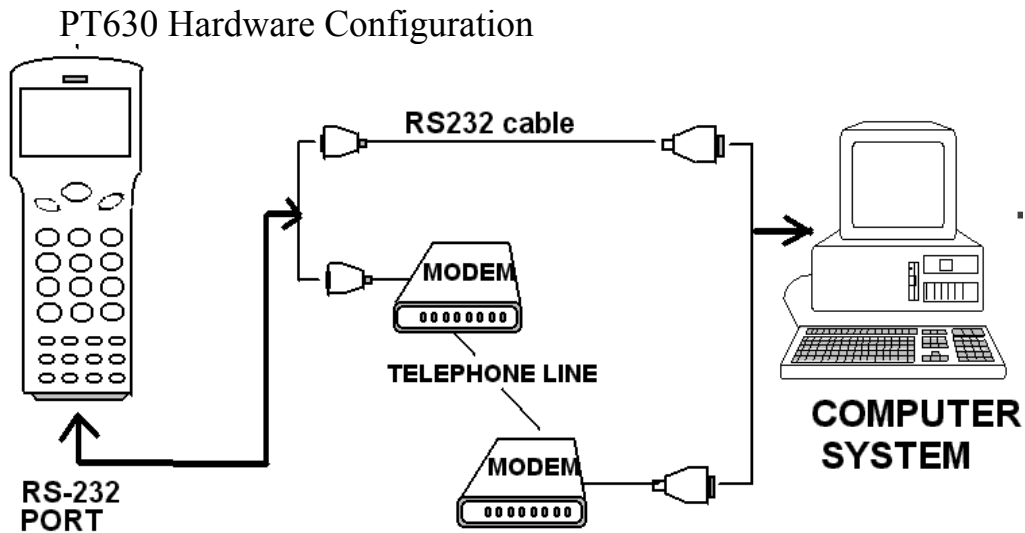 PT630 Hardware Configuration
RS232 cable
MODEM
TELEPHONE LINE
MODEM
COMPUTER
SYSTEM
RS-232
PORT